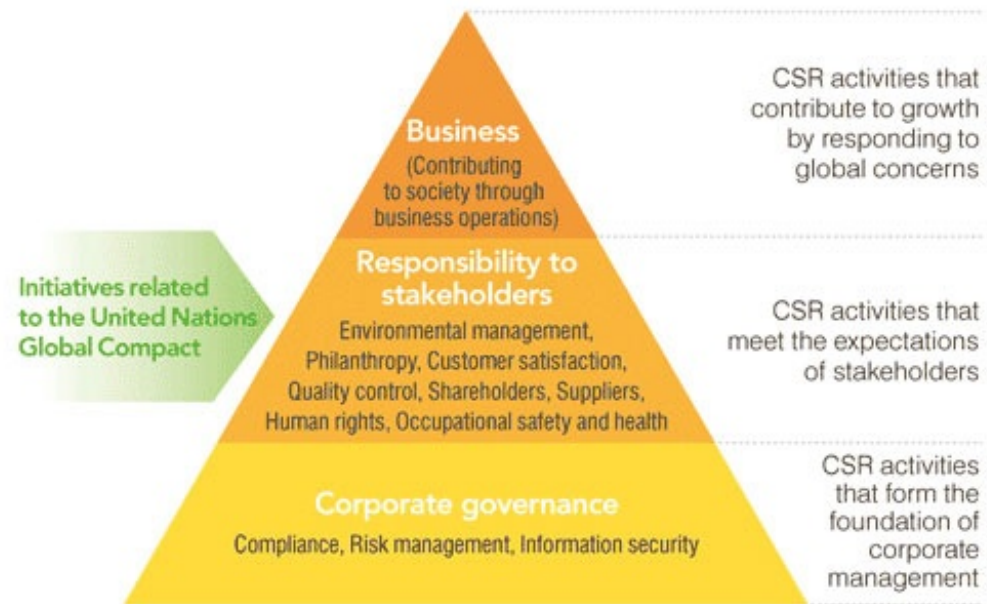 Business
(Contributing
to society through
business operations)
CSR activities that
contribute to growth
by responding to
global concerns
Initiatives related
to the United Nations
Global Compact
Responsibility to
stakeholders
Environmental management,
Philanthropy, Customer satisfaction,
Quality control, Shareholders, Suppliers,
Human rights, Occupational safety and health
CSR activities that
meet the expectations
of stakeholders
Corporate governance
Compliance, Risk management, Information security
CSR activities
that form the
foundation of
corporate
management